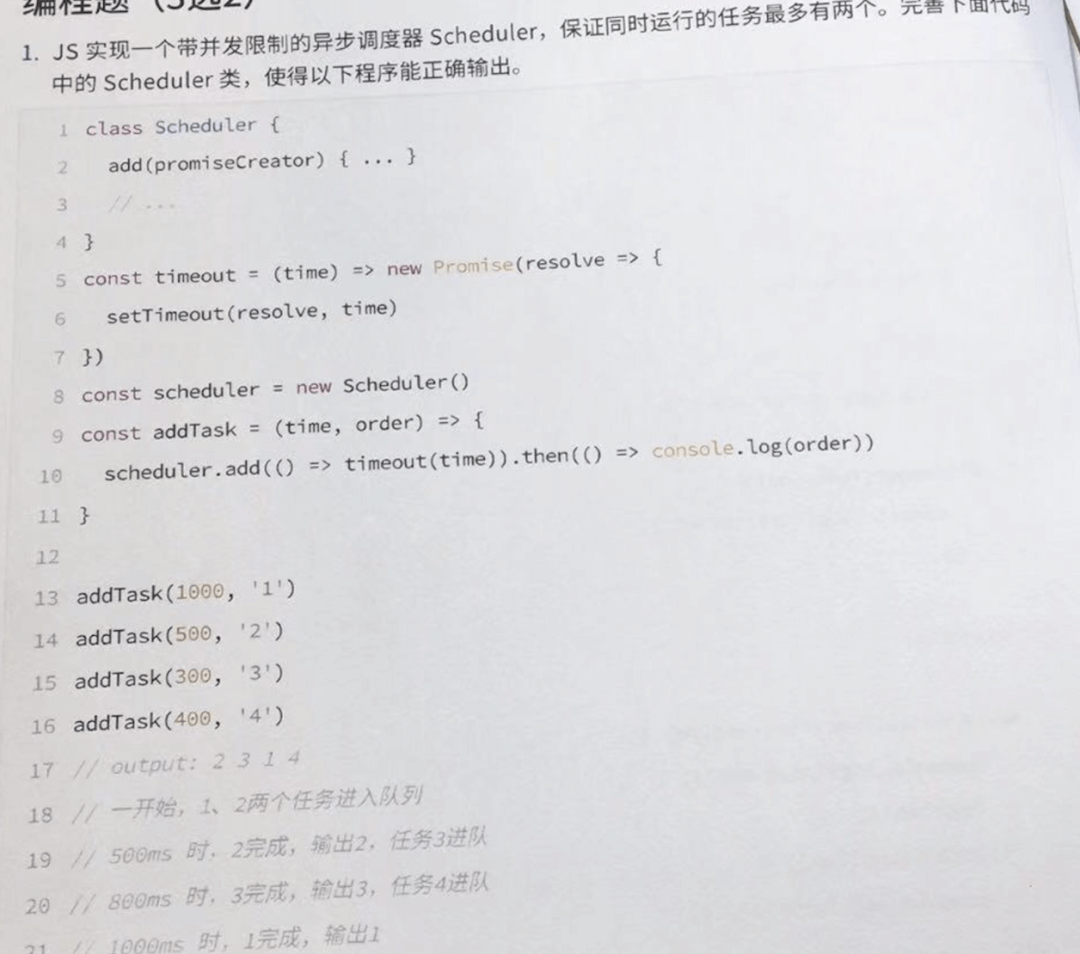 编程题（3选2）
1. JS 实现一个带并发限制的异步调度器 Scheduler，保证同时运行的任务最多有两个。完善下面代码
中的 Scheduler 类，使得以下程序能正确输出。
1 class Scheduler {
2 add(promiseCreator) { ... }
3 // ...
4 }
5 const timeout = (time) => new Promise(resolve => {
6 setTimeout(resolve, time)
7 })
8 const scheduler = new Scheduler()
9 const addTask = (time, order) => {
10 scheduler.add(() => timeout(time)).then(() => console.log(order))
11 }
12
13 addTask(1000, '1')
14 addTask(500, '2')
15 addTask(300, '3')
16 addTask(400, '4')
17 // output: 2 3 1 4
18 // 一开始，1、2两个任务进入队列
19 // 500ms 时，2完成，输出2，任务3进队
20 // 800ms 时，3完成，输出3，任务4进队
21 // 1000ms 时，1完成，输出1